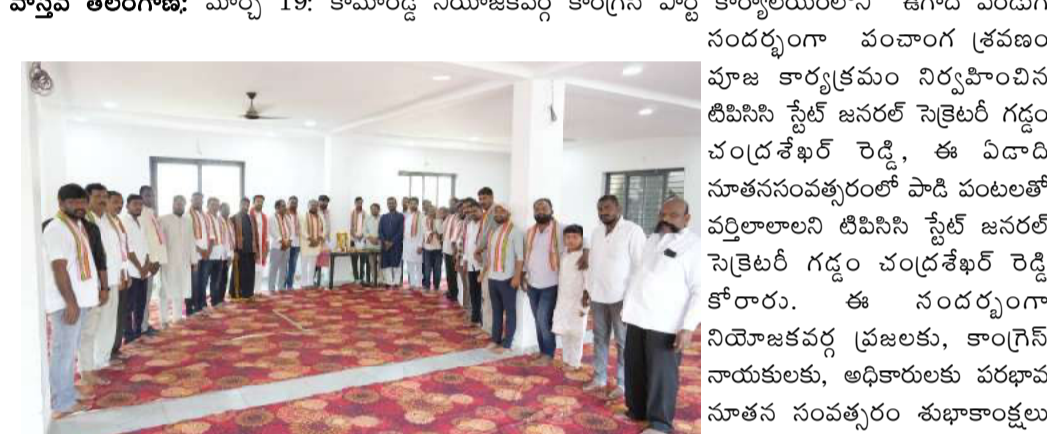 వాస్తవ తెలంగాణ: మార్చి 19: కామారెడ్డి నియోజకవర్గ కాంగ్రెస్ పార్టీ కార్యాలయంలోని ఉగాది పండుగ
సందర్భంగా పంచాంగ శ్రవణం
పూజ కార్యక్రమం నిర్వహించిన
టిపిసిసి స్టేట్ జనరల్ సెక్రెటరీ గడ్డం
చంద్రశేఖర్ రెడ్డి, ఈ ఏడాది
నూతనసంవత్సరంలో పాడి పంటలతో
వర్తిలాలాలని టిపిసిసి స్టేట్ జనరల్
సెక్రెటరీ గడ్డం చంద్రశేఖర్ రెడ్డి
కోరారు. ఈ సందర్భంగా
నియోజకవర్గ ప్రజలకు, కాంగ్రెస్
నాయకులకు, అధికారులకు పరభావ
నూతన సంవత్సరం శుభాకాంక్షలు